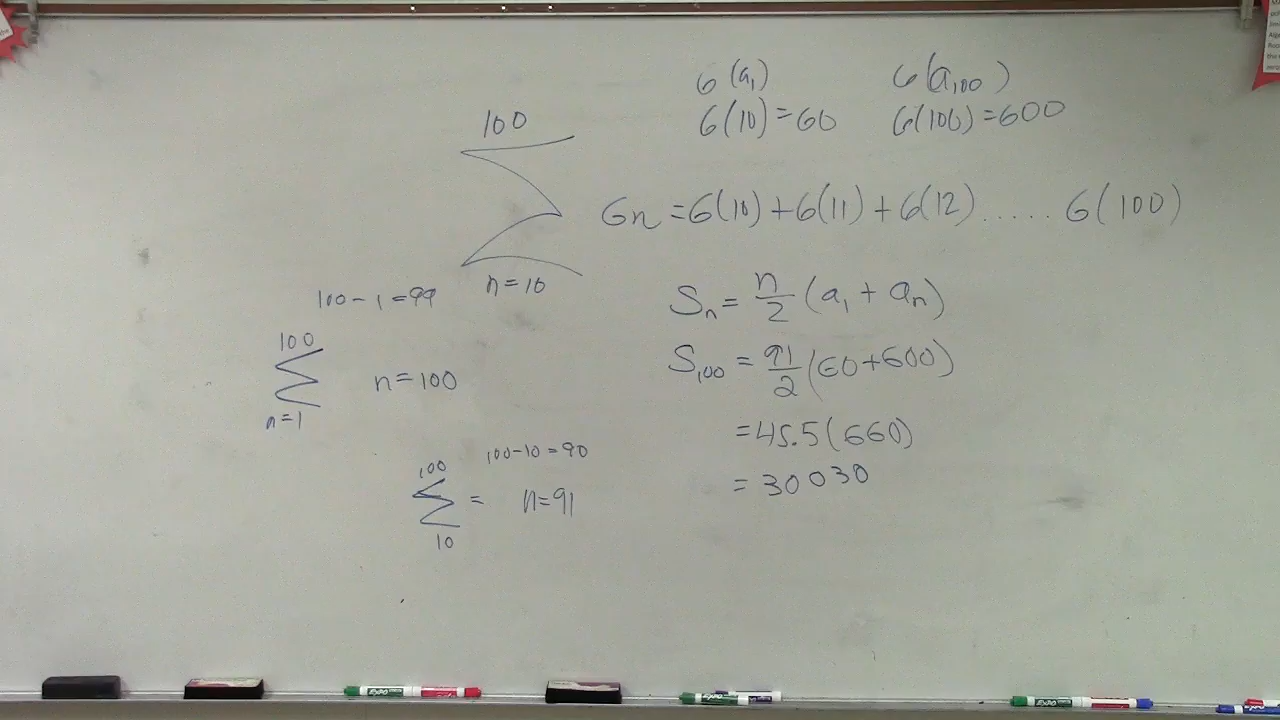 6(a₁) 6(a₁₀₀)
6(10)=60 6(100)=600
100
∑ 6n = 6(10)+6(11)+6(12)...... 6(100)
n=10
100-1=99
100
∑ n=100
n=1
100-10=90
100
∑ = n=91
10
Sₙ = n/2 (a₁ + aₙ)
S₁₀₀ = 91/2 (60+600)
=45.5(660)
= 30030
EXPO
EXPO
EXPO